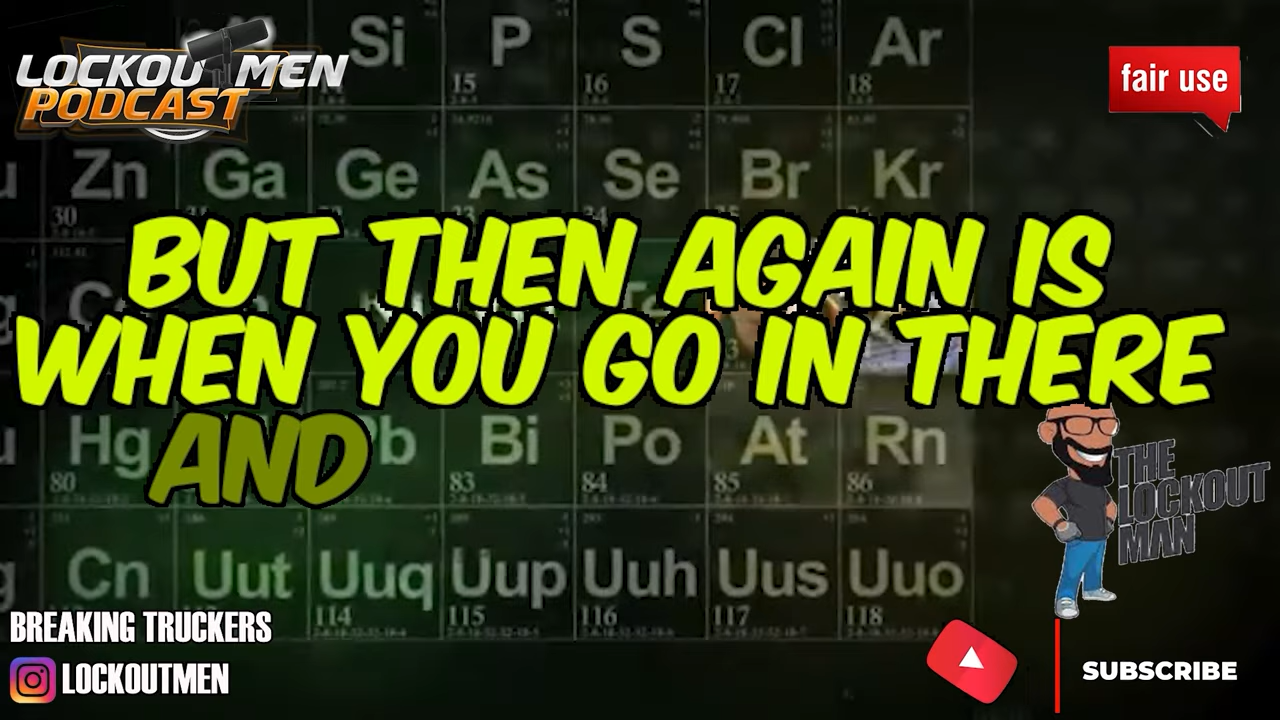 LOCKOUTMEN
PODCAST
fair use
Si P S Cl Ar
15 16 17 18
Zn Ga Ge As Se Br Kr
30
BUT THEN AGAIN IS
WHEN YOU GO IN THERE
AND
Hg Bi Po At Rn
80 83 84 85 86
Cn Uut Uuq Uup Uuh Uus Uuo
114 115 116 117 118
THE
LOCKOUT
MAN
BREAKING TRUCKERS
LOCKOUTMEN
SUBSCRIBE